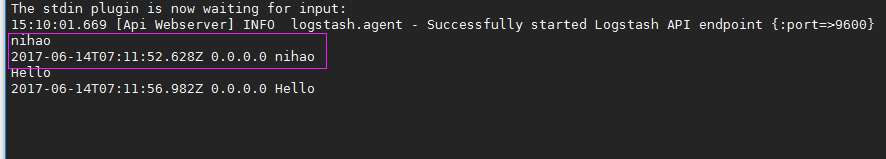 The stdin plugin is now waiting for input:
15:10:01.669 [Api Webserver] INFO  logstash.agent - Successfully started Logstash API endpoint {:port=>9600}
nihao
2017-06-14T07:11:52.628Z 0.0.0.0 nihao
Hello
2017-06-14T07:11:56.982Z 0.0.0.0 Hello